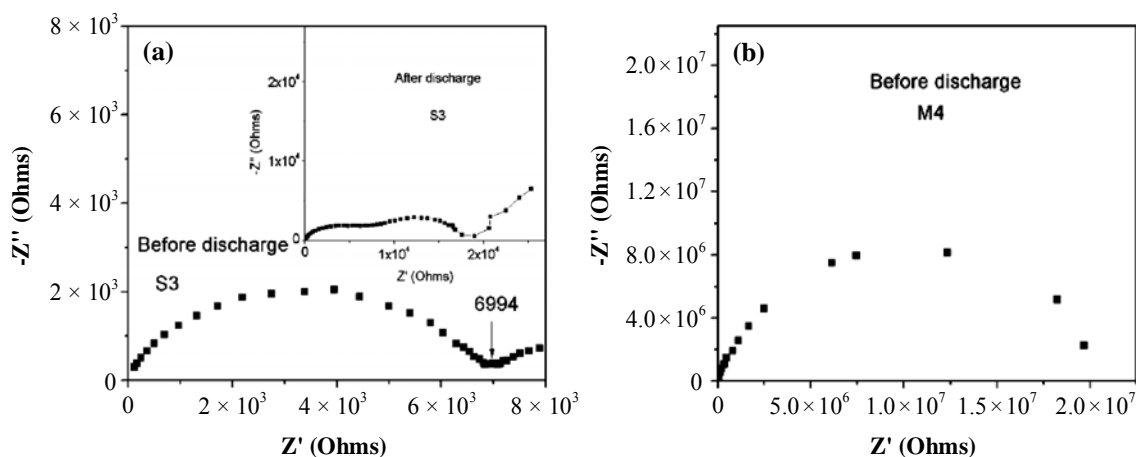 (a)
-Z'' (Ohms)
8 × 10³
6 × 10³
4 × 10³
2 × 10³
0
Before discharge
S3
6994
0
2 × 10³
4 × 10³
6 × 10³
8 × 10³
Z' (Ohms)
-Z'' (Ohms)
2x10⁴
1x10⁴
0
After discharge
S3
0
1x10⁴
2x10⁴
Z' (Ohms)
(b)
-Z'' (Ohms)
2.0 × 10⁷
1.6 × 10⁷
1.2 × 10⁷
8.0 × 10⁶
4.0 × 10⁶
0
Before discharge
M4
0
5.0 × 10⁶
1.0 × 10⁷
1.5 × 10⁷
2.0 × 10⁷
Z' (Ohms)